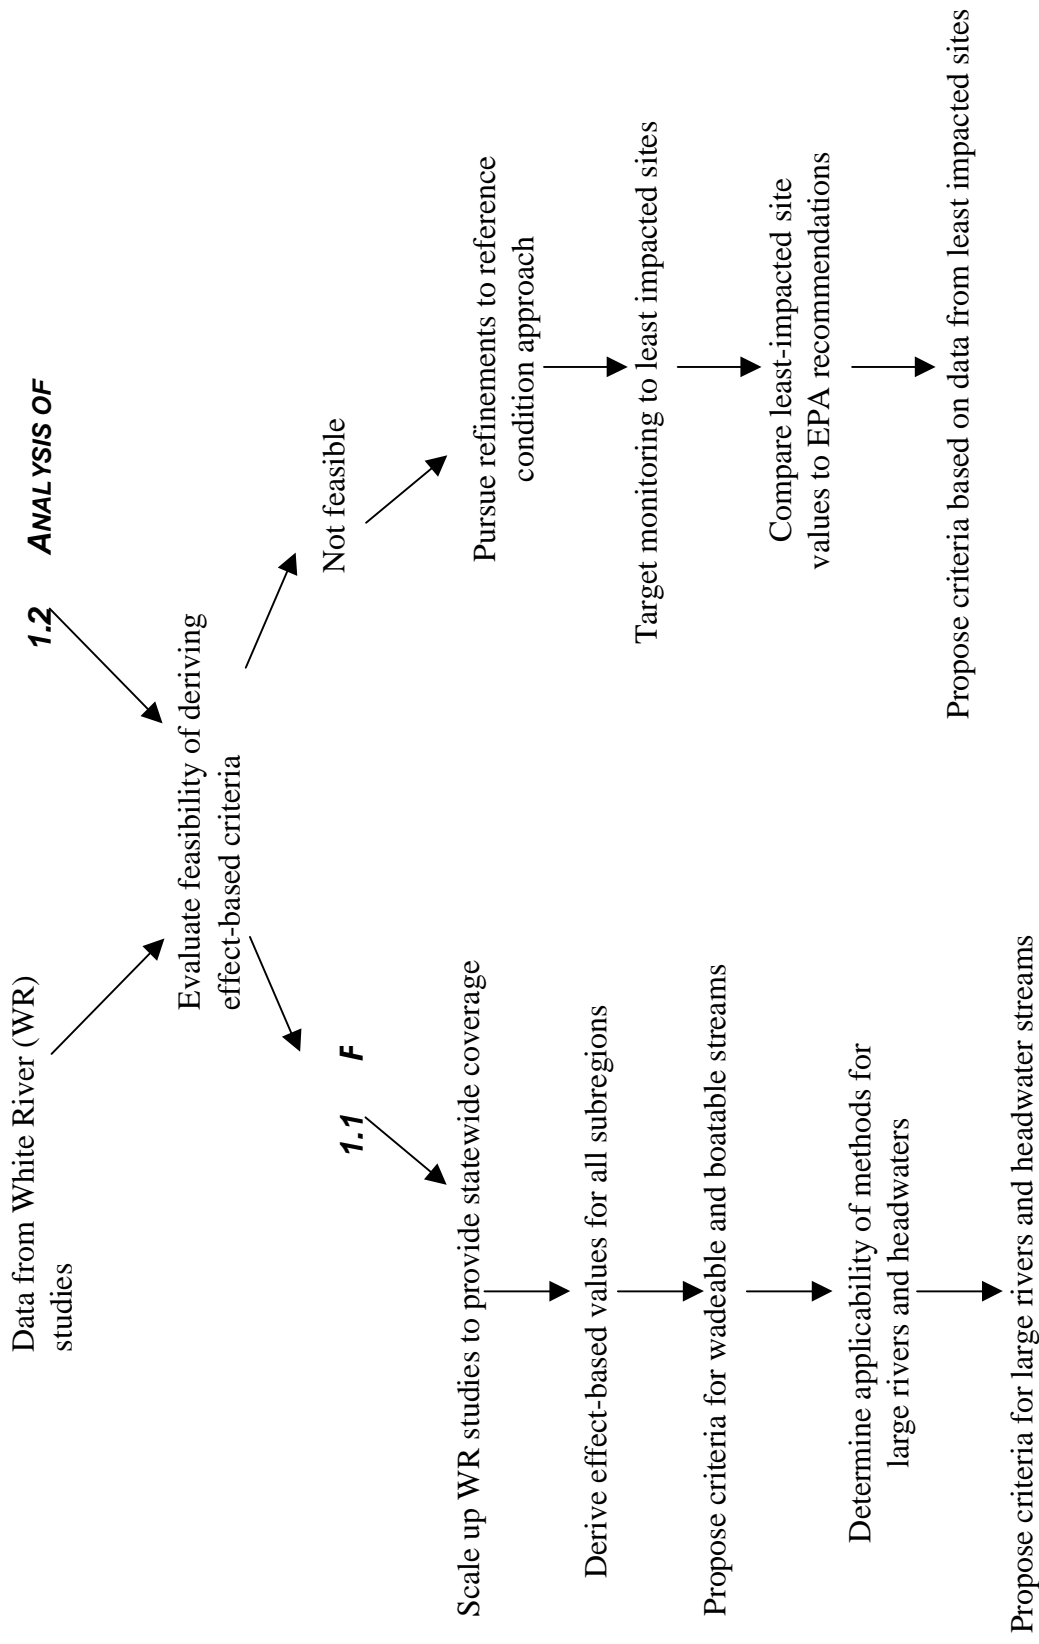 Data from White River (WR)
studies
1.2 ANALYSIS OF
Evaluate feasibility of deriving
effect-based criteria
1.1 F
Not feasible
Scale up WR studies to provide statewide coverage
Derive effect-based values for all subregions
Propose criteria for wadeable and boatable streams
Determine applicability of methods for
large rivers and headwaters
Propose criteria for large rivers and headwater streams
Pursue refinements to reference
condition approach
Target monitoring to least impacted sites
Compare least-impacted site
values to EPA recommendations
Propose criteria based on data from least impacted sites